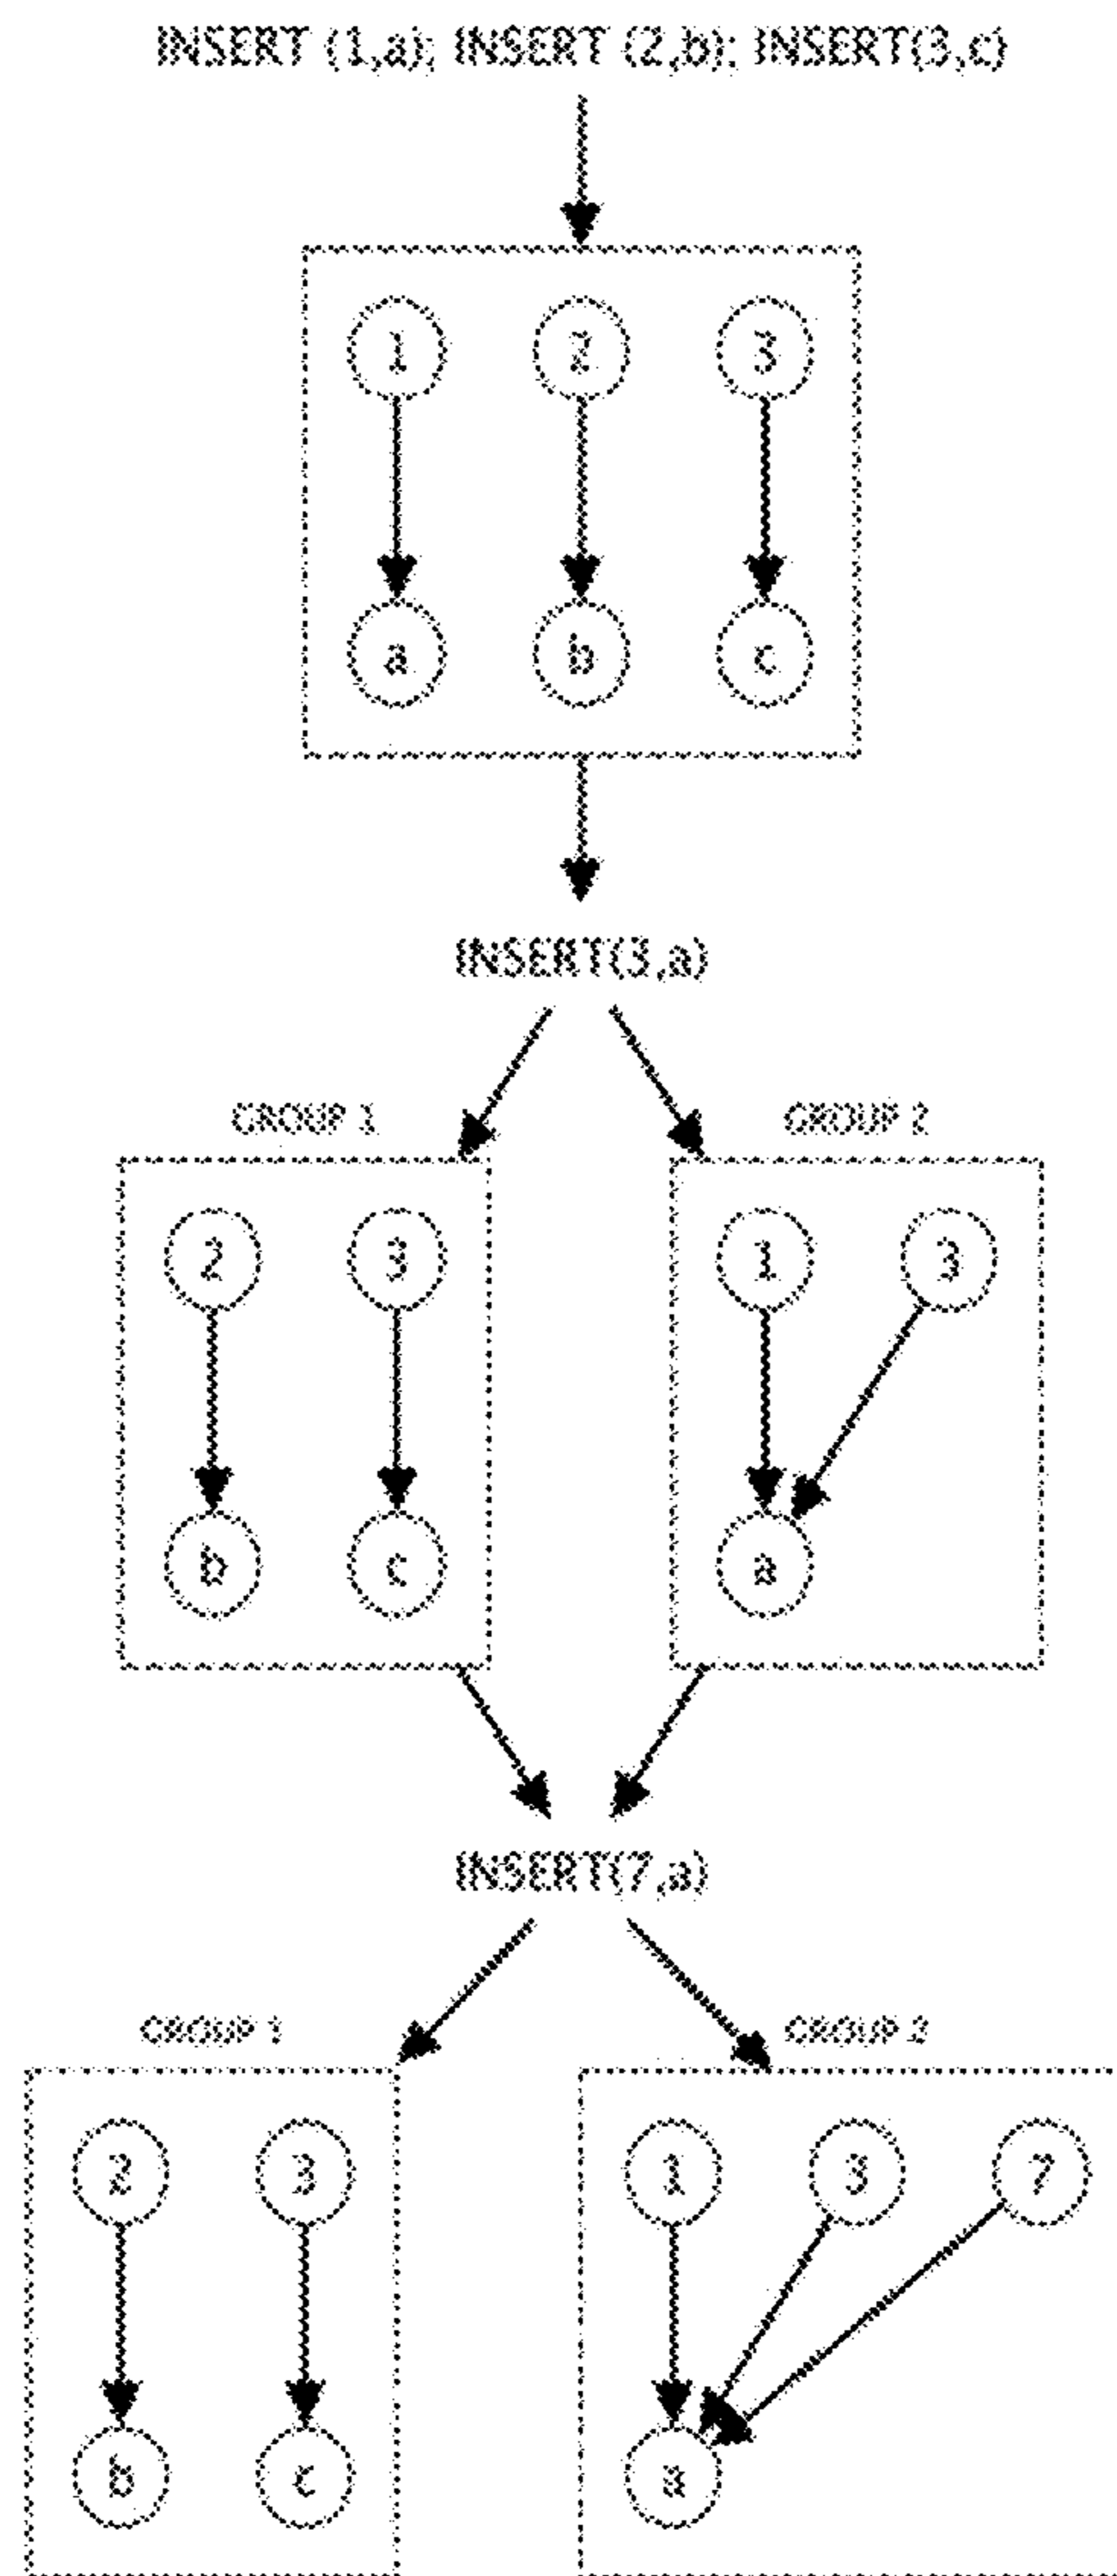 INSERT (1,a); INSERT (2,b); INSERT(3,c)
1 2 3
a b c
INSERT(3,a)
GROUP 1 GROUP 2
2 3 1 3
b c a
INSERT(7,a)
GROUP 1 GROUP 2
2 3 1 3 7
b c a